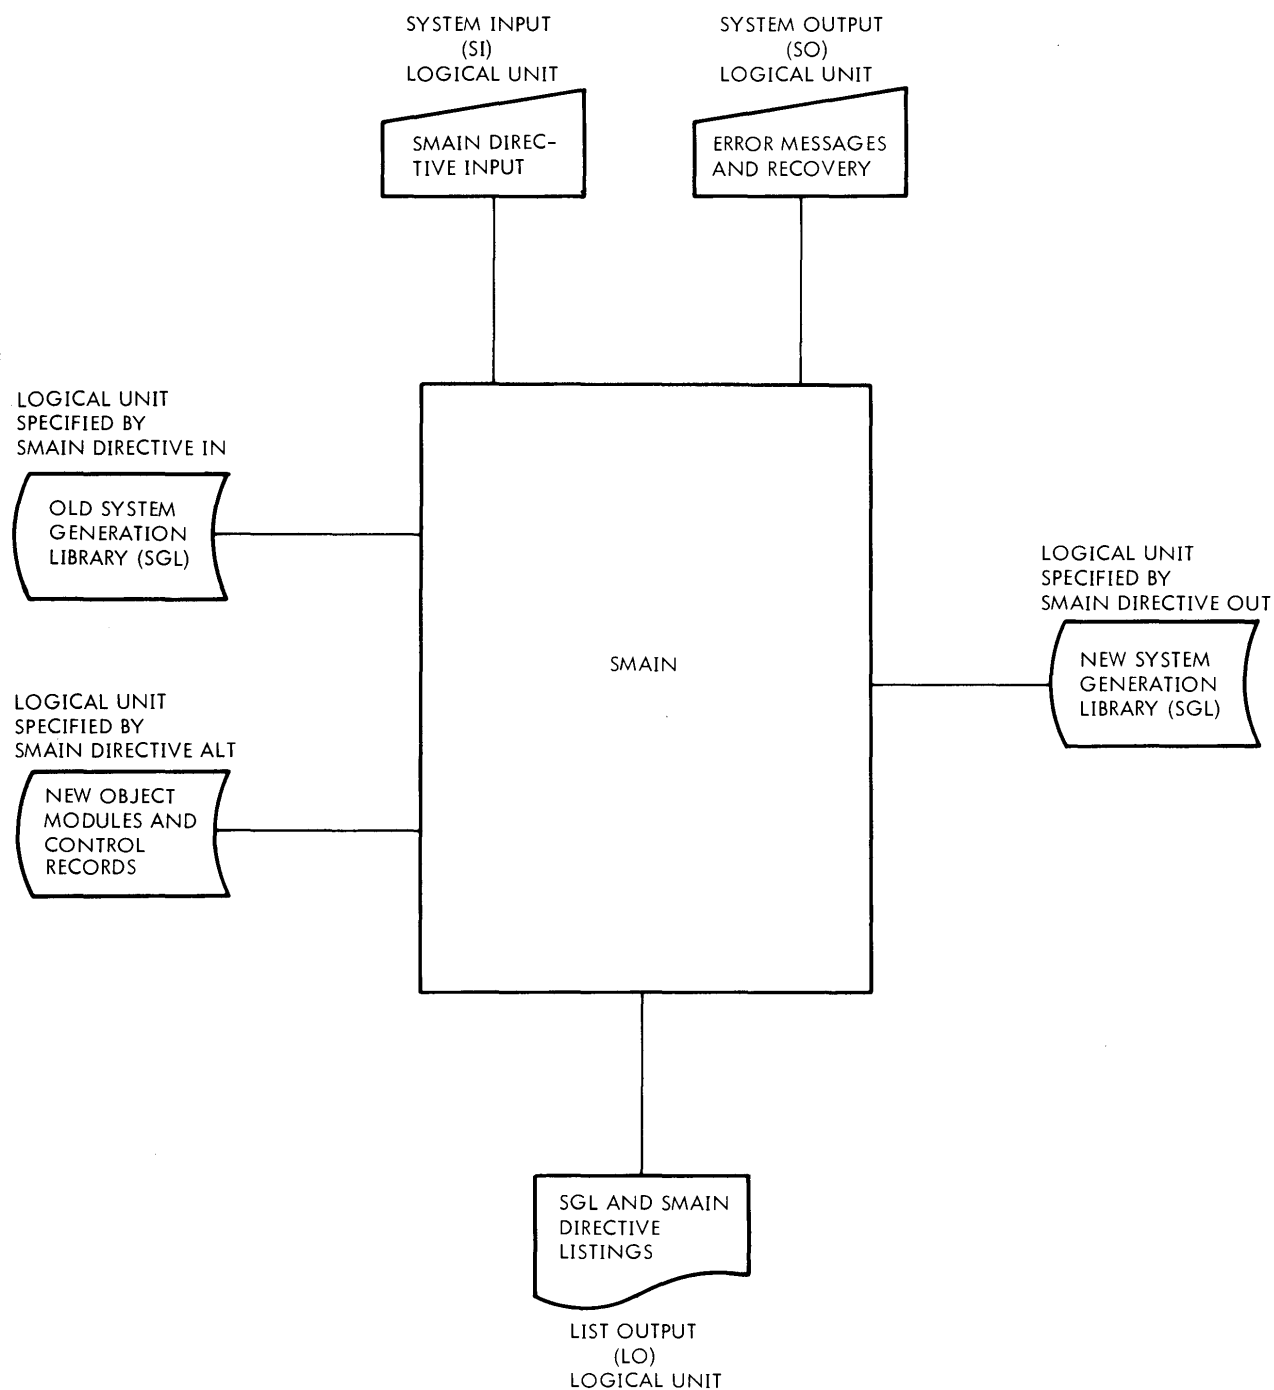 SYSTEM INPUT
(SI)
LOGICAL UNIT
SMAIN DIREC-
TIVE INPUT
SYSTEM OUTPUT
(SO)
LOGICAL UNIT
ERROR MESSAGES
AND RECOVERY
LOGICAL UNIT
SPECIFIED BY
SMAIN DIRECTIVE IN
OLD SYSTEM
GENERATION
LIBRARY (SGL)
LOGICAL UNIT
SPECIFIED BY
SMAIN DIRECTIVE ALT
NEW OBJECT
MODULES AND
CONTROL
RECORDS
SMAIN
LOGICAL UNIT
SPECIFIED BY
SMAIN DIRECTIVE OUT
NEW SYSTEM
GENERATION
LIBRARY (SGL)
SGL AND SMAIN
DIRECTIVE
LISTINGS
LIST OUTPUT
(LO)
LOGICAL UNIT